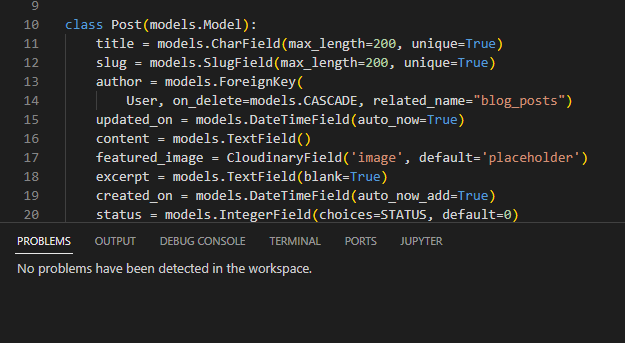 9
10 class Post(models.Model):
11 title = models.CharField(max_length=200, unique=True)
12 slug = models.SlugField(max_length=200, unique=True)
13 author = models.ForeignKey(
14 User, on_delete=models.CASCADE, related_name="blog_posts")
15 updated_on = models.DateTimeField(auto_now=True)
16 content = models.TextField()
17 featured_image = CloudinaryField('image', default='placeholder')
18 excerpt = models.TextField(blank=True)
19 created_on = models.DateTimeField(auto_now_add=True)
20 status = models.IntegerField(choices=STATUS, default=0)
PROBLEMS OUTPUT DEBUG CONSOLE TERMINAL PORTS JUPYTER
No problems have been detected in the workspace.